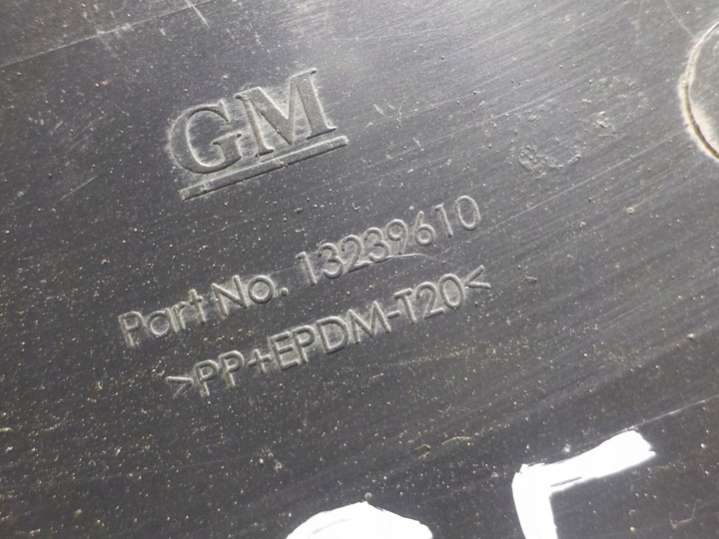 GM
Part No. 13239610
>PP+EPDM-T20<